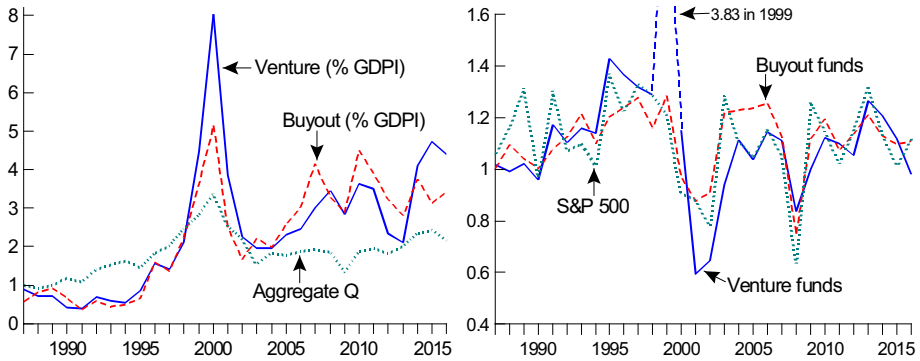 8
7
6
5
4
3
2
1
0
Venture (% GDPI)
Buyout (% GDPI)
Aggregate Q
1990 1995 2000 2005 2010 2015
1.6
1.4
1.2
1.0
0.8
0.6
0.4
3.83 in 1999
Buyout funds
S&P 500
Venture funds
1990 1995 2000 2005 2010 2015